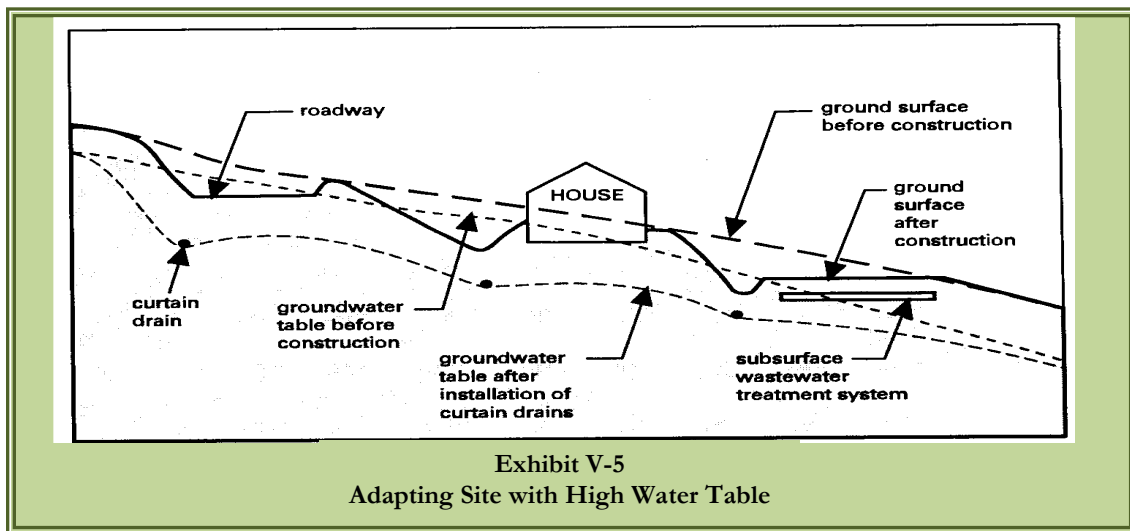 roadway
ground surface
before construction
HOUSE
ground
surface
after
construction
curtain
drain
groundwater
table before
construction
groundwater
table after
installation of
curtain drains
subsurface
wastewater
treatment system
Exhibit V-5
Adapting Site with High Water Table